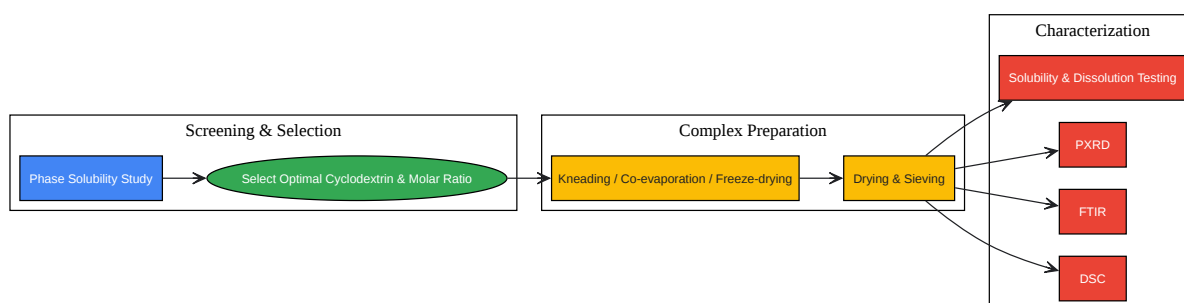 Screening & Selection
Phase Solubility Study
Select Optimal Cyclodextrin & Molar Ratio
Complex Preparation
Kneading / Co-evaporation / Freeze-drying
Drying & Sieving
Characterization
Solubility & Dissolution Testing
PXRD
FTIR
DSC